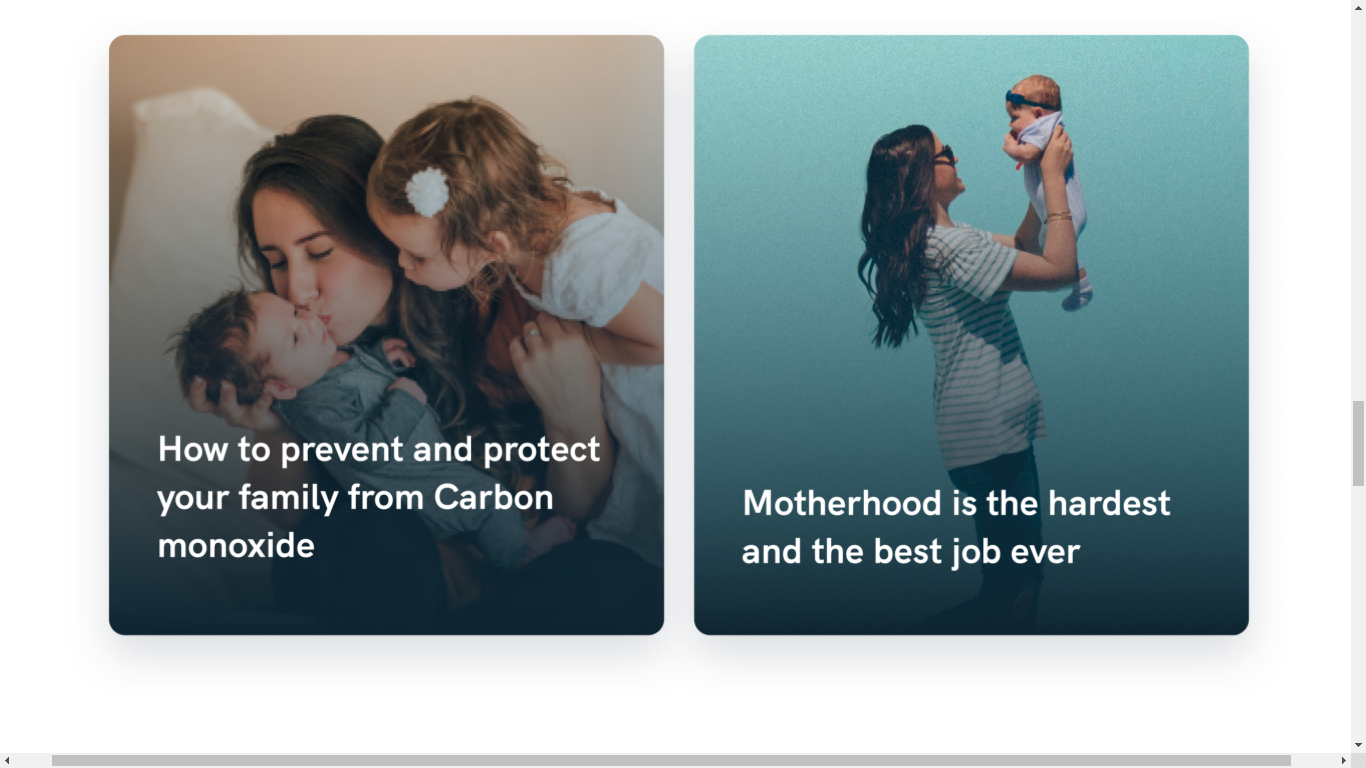 How to prevent and protect
your family from Carbon
monoxide
Motherhood is the hardest
and the best job ever